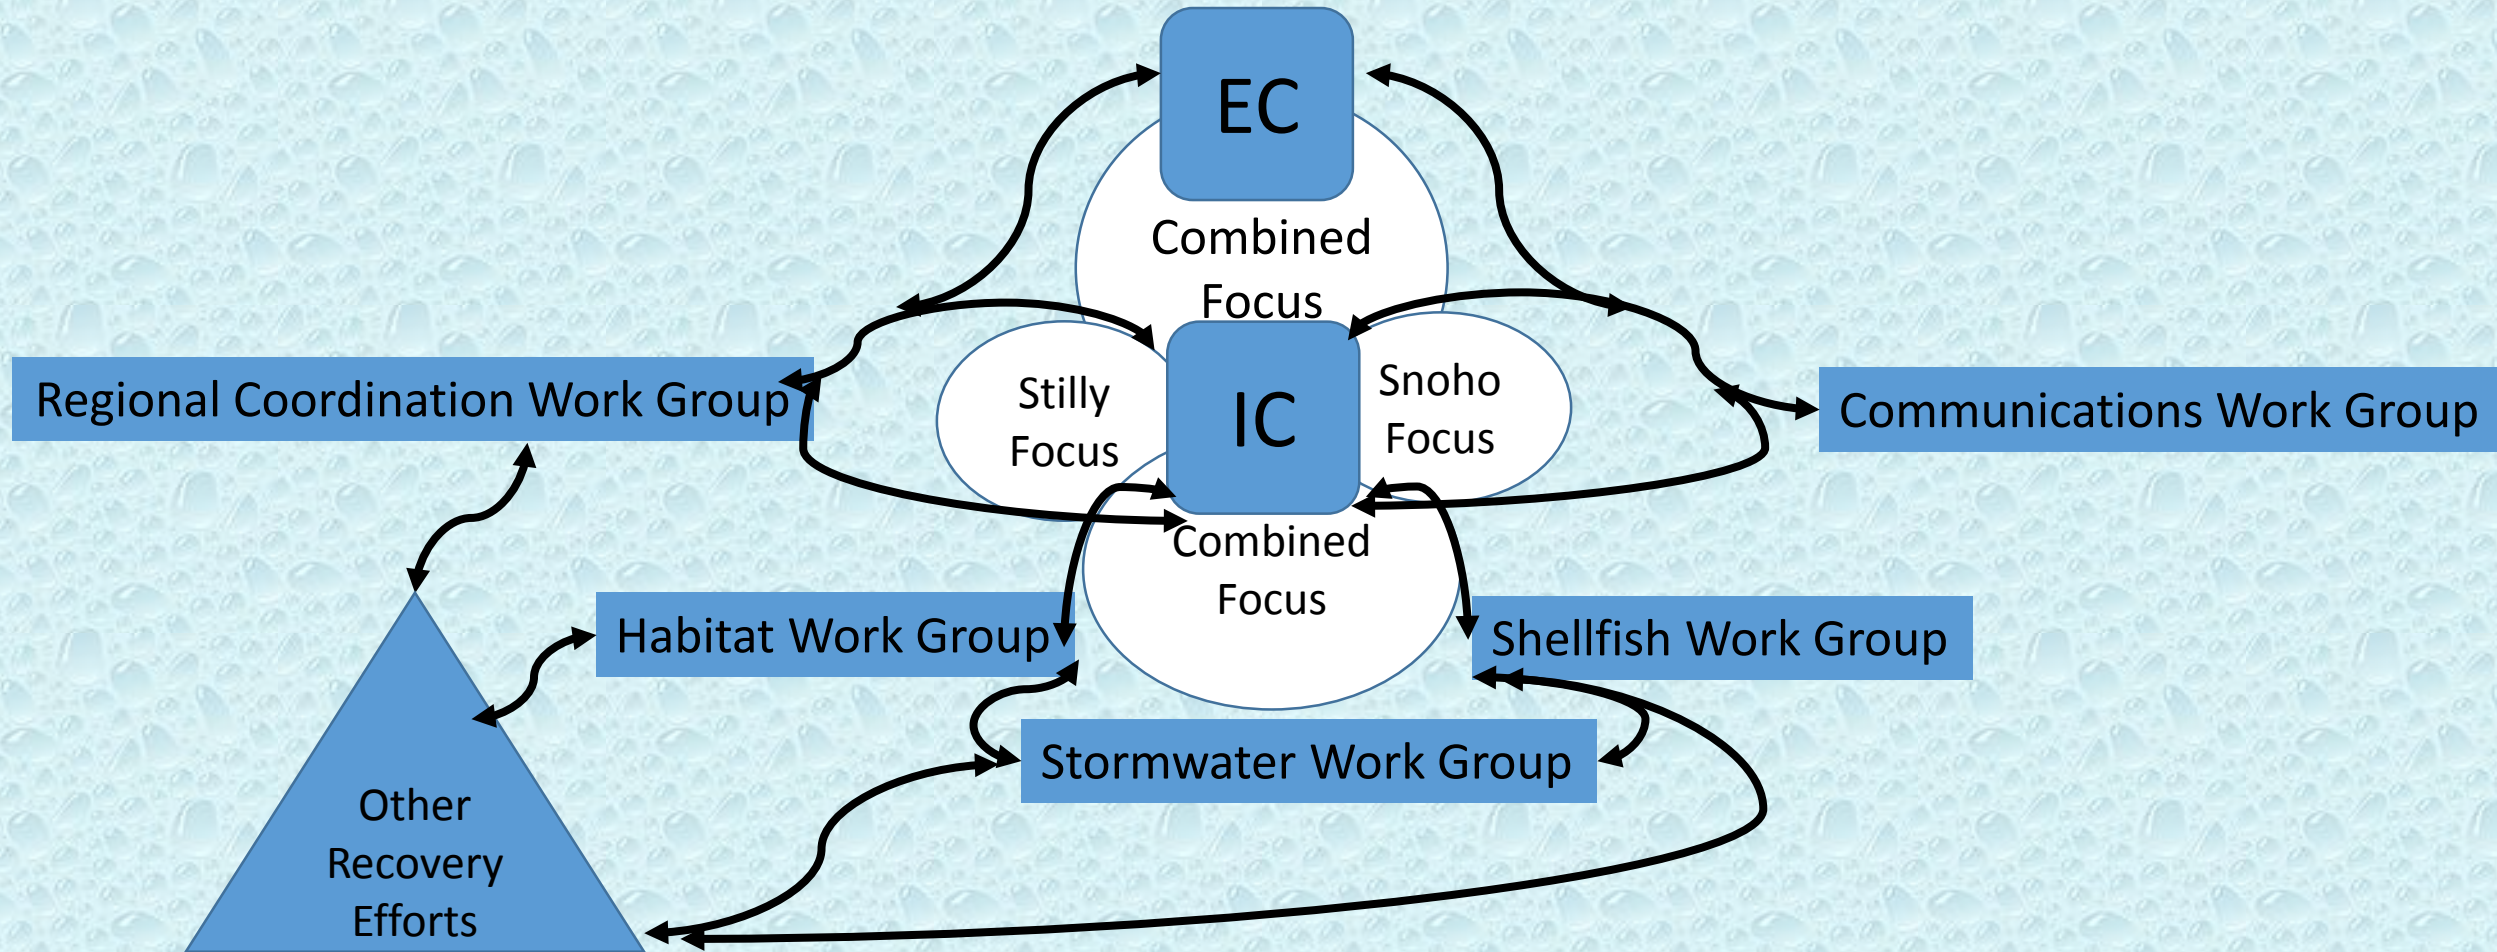 EC
Combined
Focus
Regional Coordination Work Group
Stilly
Focus
IC
Snoho
Focus
Communications Work Group
Combined
Focus
Habitat Work Group
Shellfish Work Group
Stormwater Work Group
Other
Recovery
Efforts